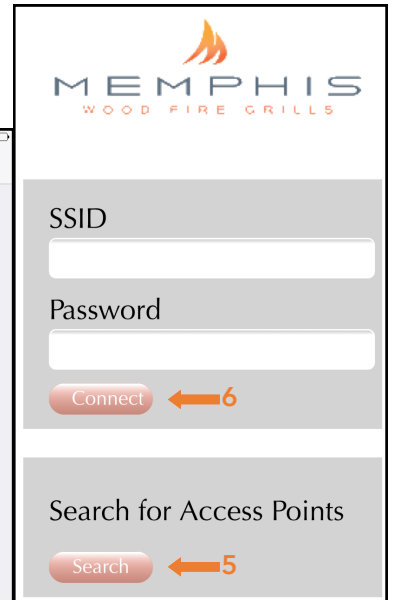 MEMPHIS
WOOD FIRE GRILLS
SSID
Password
Connect 6
Search for Access Points
Search 5